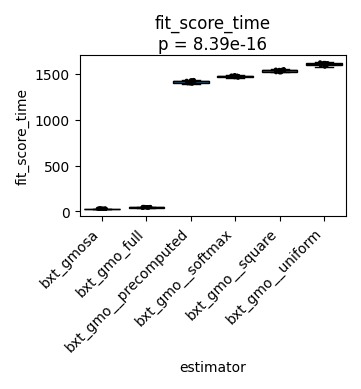 fit_score_time
p = 8.39e-16
fit_score_time
1500
1000
500
0
bxt_gmosa
bxt_gmo_full
bxt_gmo__precomputed
bxt_gmo__softmax
bxt_gmo__square
bxt_gmo__uniform
estimator